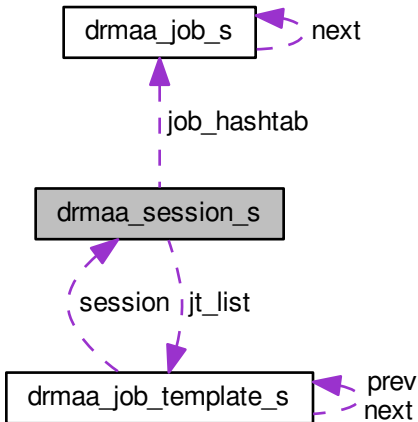 drmaa_job_s
next
job_hashtab
drmaa_session_s
session
jt_list
drmaa_job_template_s
prev
next